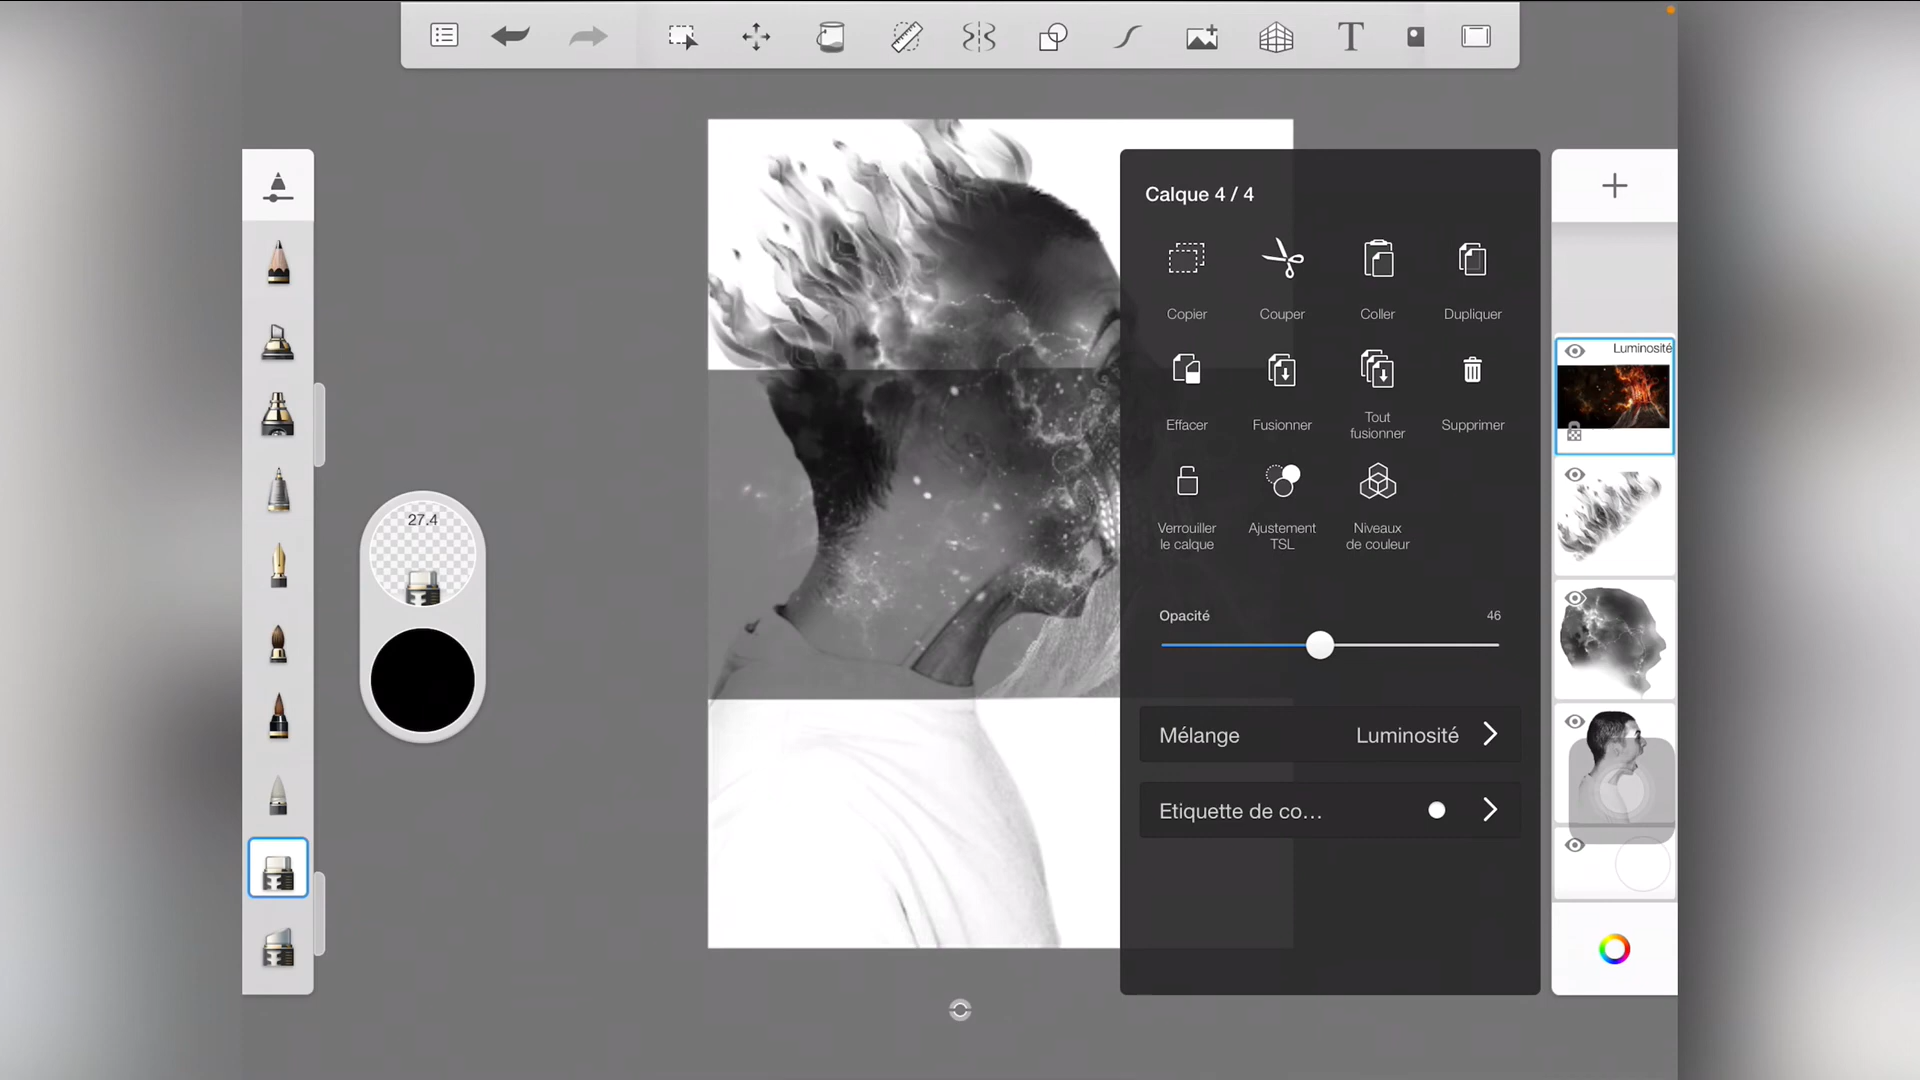 T
Calque 4 / 4
Copier
Couper
Coller
Dupliquer
Effacer
Fusionner
Tout
fusionner
Supprimer
Verrouiller
le calque
Ajustement
TSL
Niveaux
de couleur
Opacité
46
Mélange
Luminosité
Etiquette de co...
27.4
Luminosité